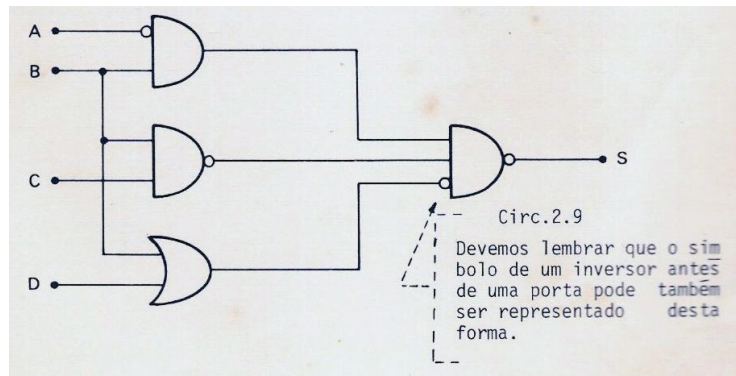 A
B
C
D
S
Circ.2.9
Devemos lembrar que o sím
bolo de um inversor antes
de uma porta pode também
ser representado desta
forma.